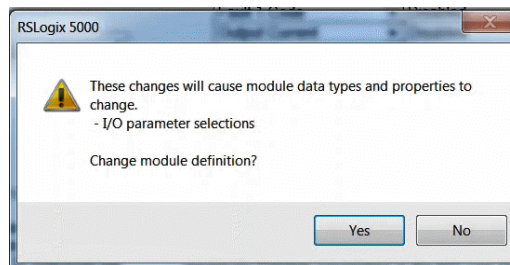 RSLogix 5000
These changes will cause module data types and properties to
change.
- I/O parameter selections
Change module definition?
Yes
No